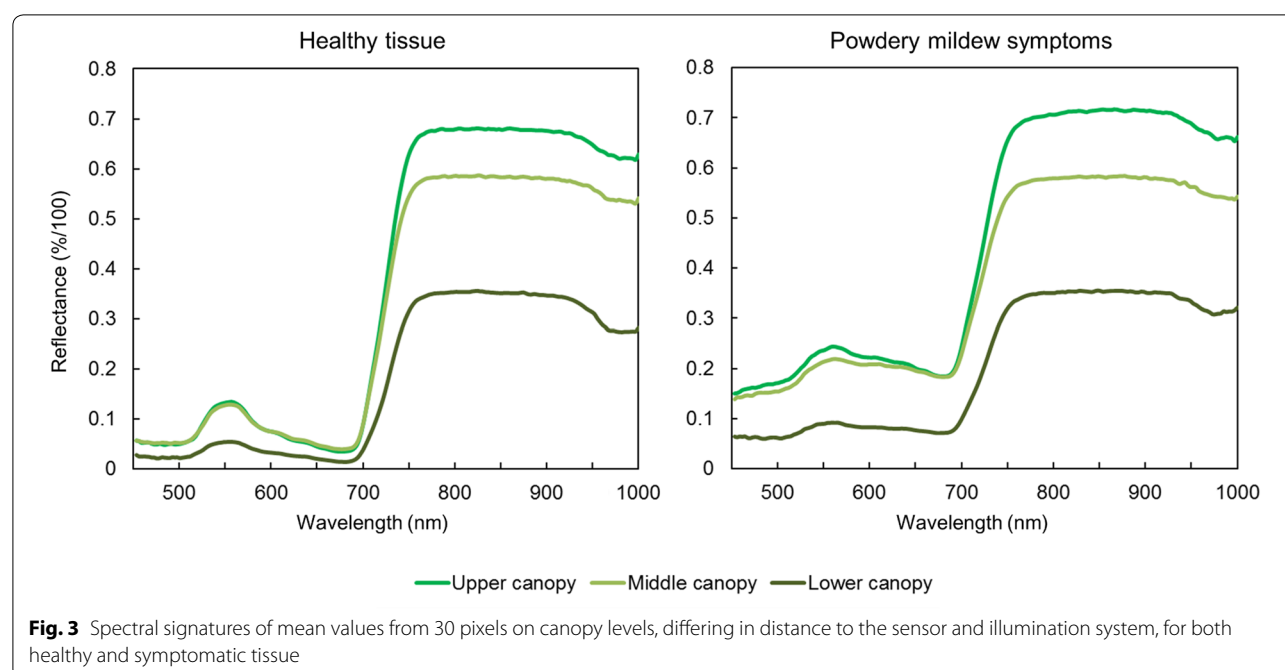 Healthy tissue
Powdery mildew symptoms
Reflectance (%/100)
0.8
0.7
0.6
0.5
0.4
0.3
0.2
0.1
0
500 600 700 800 900 1000
Wavelength (nm)
0.8
0.7
0.6
0.5
0.4
0.3
0.2
0.1
0
500 600 700 800 900 1000
Wavelength (nm)
Upper canopy Middle canopy Lower canopy
Fig. 3 Spectral signatures of mean values from 30 pixels on canopy levels, differing in distance to the sensor and illumination system, for both
healthy and symptomatic tissue